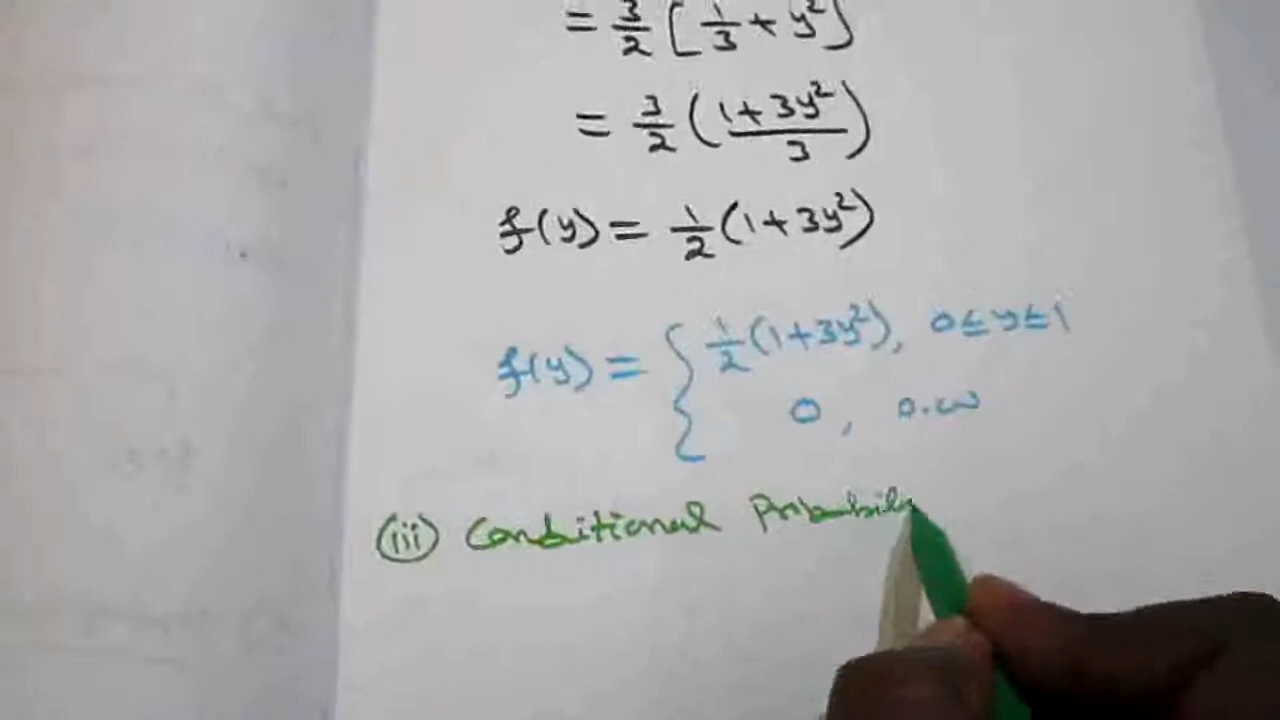 = 3/2 [ 1/3 + y² ]
= 3/2 ( (1+3y²)/3 )
f(y) = 1/2 (1+3y²)
f(y) = { 1/2 (1+3y²), 0≤y≤1
0, o.w
(iii) Conditional Probabili